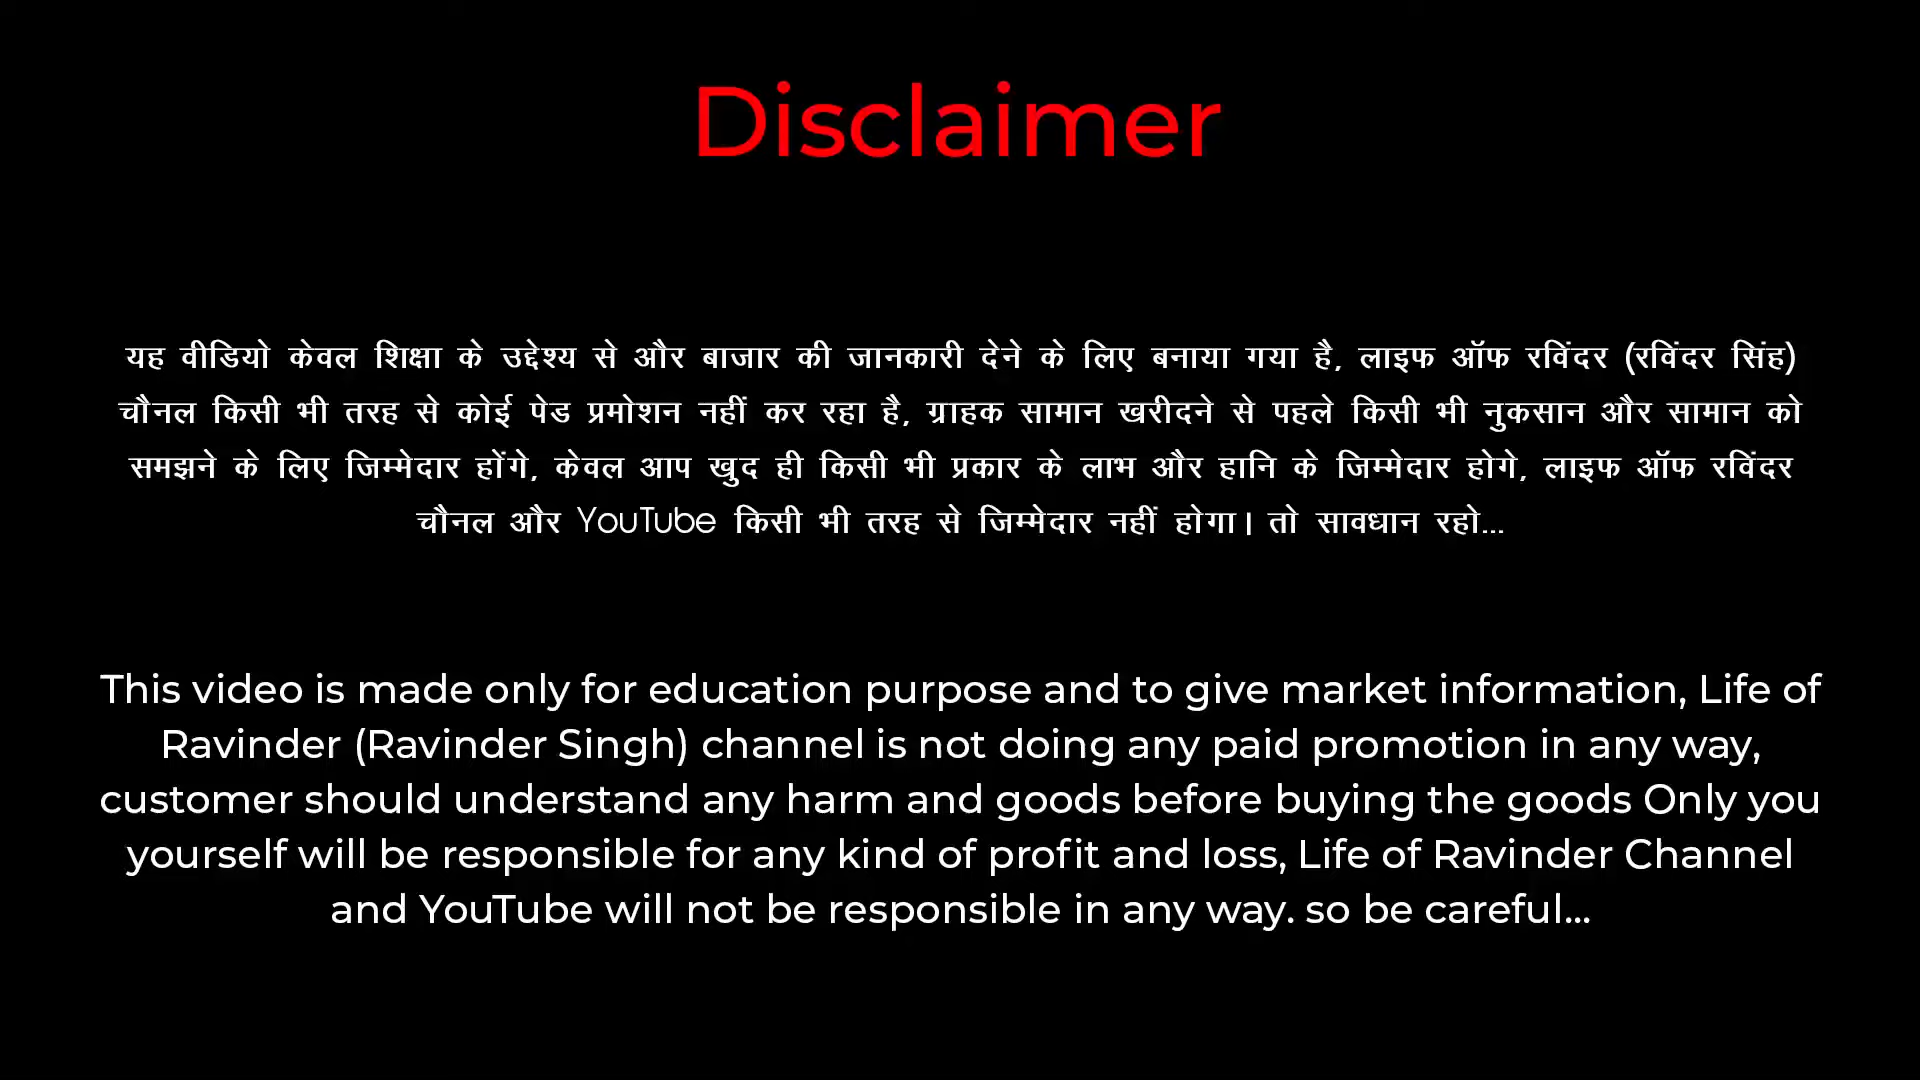 Disclaimer
यह वीडियो केवल शिक्षा के उद्देश्य से और बाजार की जानकारी देने के लिए बनाया गया है, लाइफ ऑफ रविंदर (रविंदर सिंह)
चौनल किसी भी तरह से कोई पेड प्रमोशन नहीं कर रहा है, ग्राहक सामान खरीदने से पहले किसी भी नुकसान और सामान को
समझने के लिए जिम्मेदार होंगे, केवल आप खुद ही किसी भी प्रकार के लाभ और हानि के जिम्मेदार होगे, लाइफ ऑफ रविंदर
चौनल और YouTube किसी भी तरह से जिम्मेदार नहीं होगा। तो सावधान रहो...
This video is made only for education purpose and to give market information, Life of
Ravinder (Ravinder Singh) channel is not doing any paid promotion in any way,
customer should understand any harm and goods before buying the goods Only you
yourself will be responsible for any kind of profit and loss, Life of Ravinder Channel
and YouTube will not be responsible in any way. so be careful...